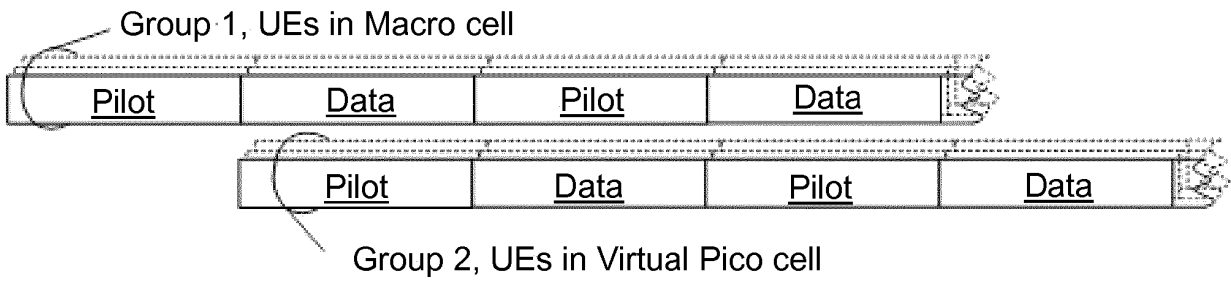 Group 1, UEs in Macro cell
Pilot Data Pilot Data
Pilot Data Pilot Data
Group 2, UEs in Virtual Pico cell